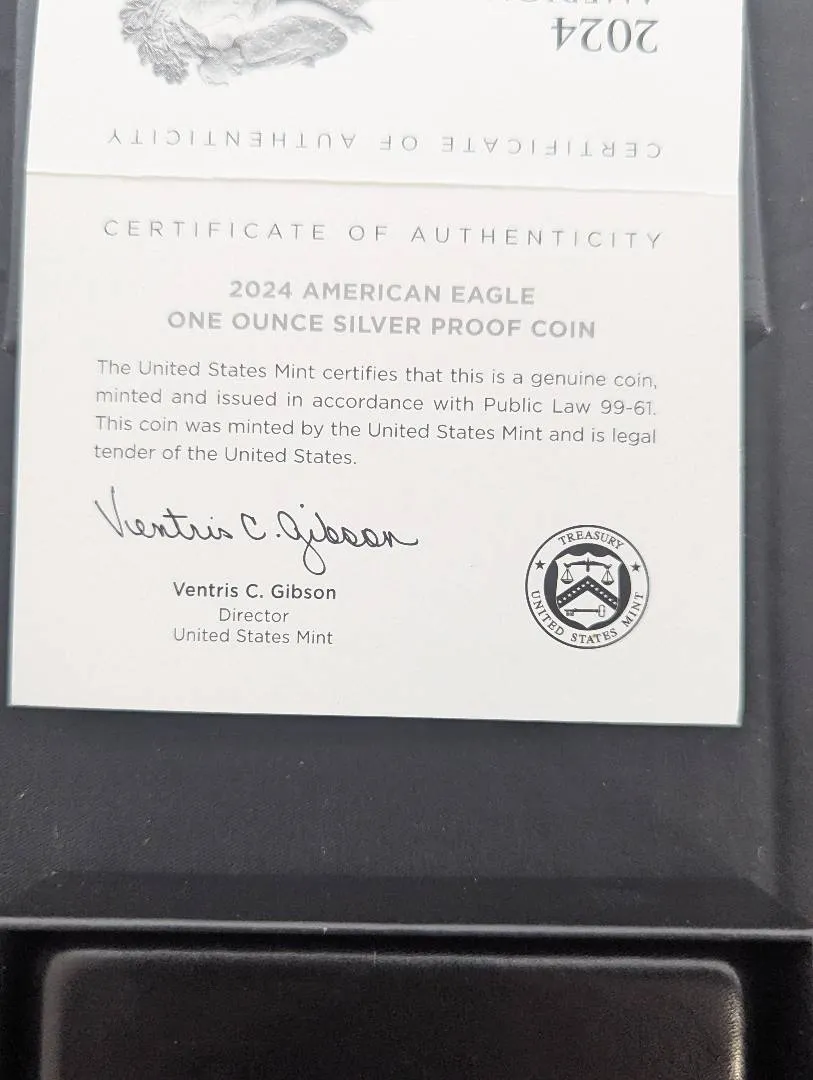 2024
CERTIFICATE OF AUTHENTICITY
CERTIFICATE OF AUTHENTICITY
2024 AMERICAN EAGLE
ONE OUNCE SILVER PROOF COIN
The United States Mint certifies that this is a genuine coin,
minted and issued in accordance with Public Law 99-61.
This coin was minted by the United States Mint and is legal
tender of the United States.
Ventris C. Gibson
Ventris C. Gibson
Director
United States Mint
TREASURY
UNITED STATES MINT